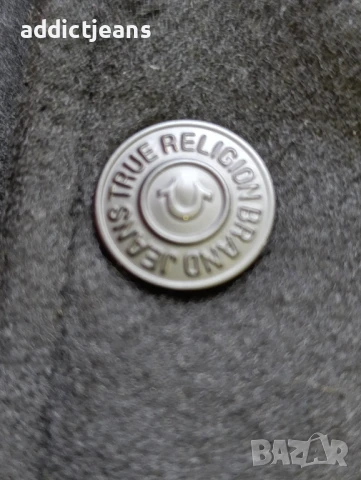 addictjeans
TRUE RELIGION BRAND JEANS
BAZAR